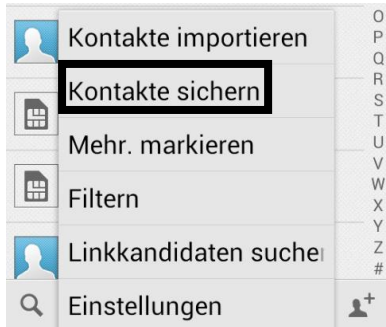 Kontakte importieren
Kontakte sichern
Mehr. markieren
Filtern
Linkkandidaten suche
Einstellungen
O
P
Q
R
S
T
U
V
W
X
Y
Z
#